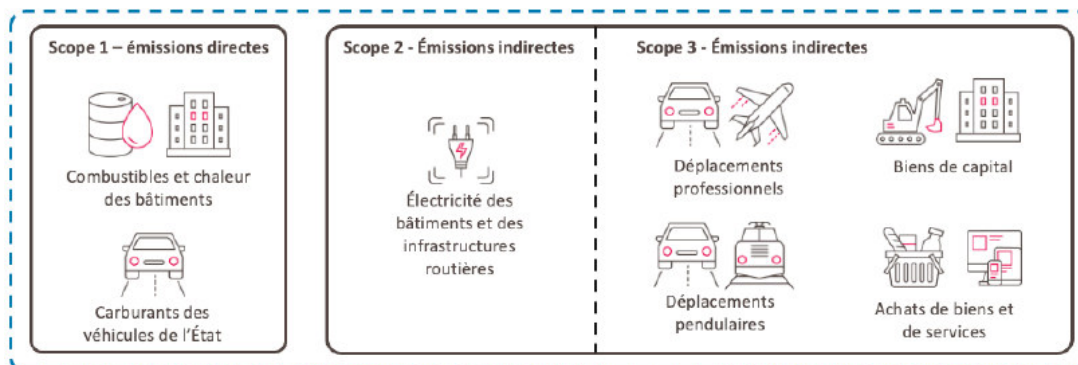 Scope 1 – émissions directes
Combustibles et chaleur
des bâtiments
Carburants des
véhicules de l’État
Scope 2 - Émissions indirectes
Électricité des
bâtiments et des
infrastructures
routières
Scope 3 - Émissions indirectes
Déplacements
professionnels
Biens de capital
Déplacements
pendulaires
Achats de biens et
de services